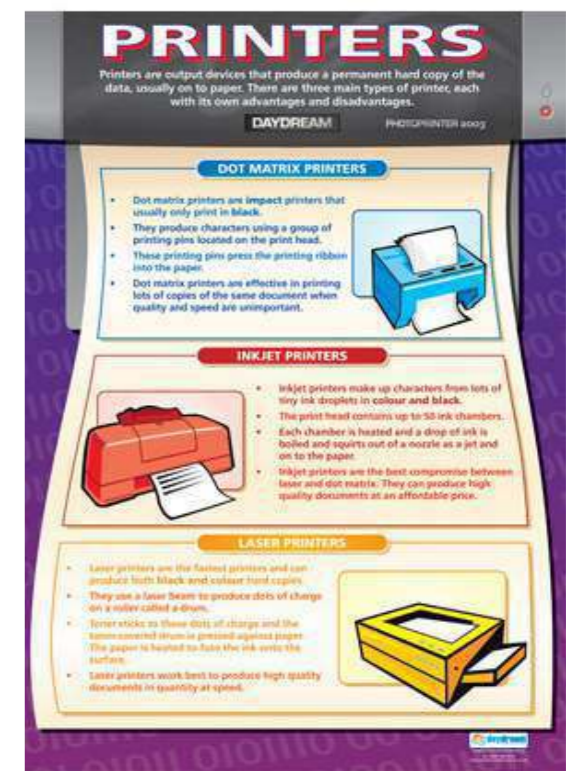 PRINTERS
Printers are output devices that produce a permanent hard copy of the
data, usually on to paper. There are three main types of printer, each
with its own advantages and disadvantages.
DAYDREAM PHOTOPRINTER 2003
DOT MATRIX PRINTERS
• Dot matrix printers are impact printers that
usually only print in black.
• They produce characters using a group of
printing pins located on the print head.
• These printing pins press the printing ribbon
into the paper.
• Dot matrix printers are effective in printing
lots of copies of the same document when
quality and speed are unimportant.
INKJET PRINTERS
• Inkjet printers make up characters from lots of
tiny ink droplets in colour and black.
• The print head contains up to 50 ink chambers.
• Each chamber is heated and a drop of ink is
boiled and squirts out of a nozzle as a jet and
on to the paper.
• Inkjet printers are the best compromise between
laser and dot matrix. They can produce high
quality documents at an affordable price.
LASER PRINTERS
• Laser printers are the fastest printers and can
produce both black and colour hard copies.
• They use a laser beam to produce dots of charge
on a roller called a drum.
• Toner sticks to these dots of charge and the
toner-covered drum is pressed against paper.
The paper is heated to fuse the ink onto the
surface.
• Laser printers work best to produce high quality
documents in quantity at speed.
daydream